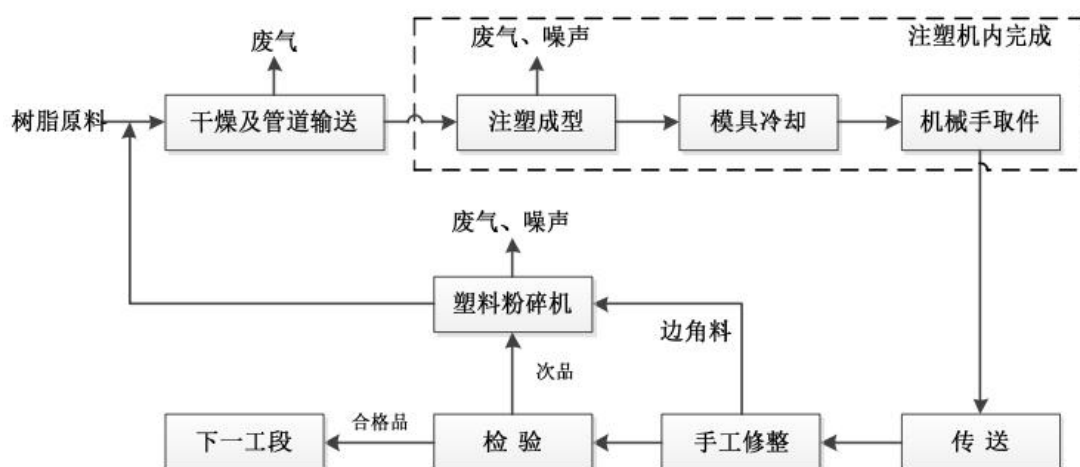 废气
废气、噪声
注塑机内完成
树脂原料
干燥及管道输送
注塑成型
模具冷却
机械手取件
废气、噪声
塑料粉碎机
边角料
次品
下一工段
合格品
检 验
手工修整
传 送